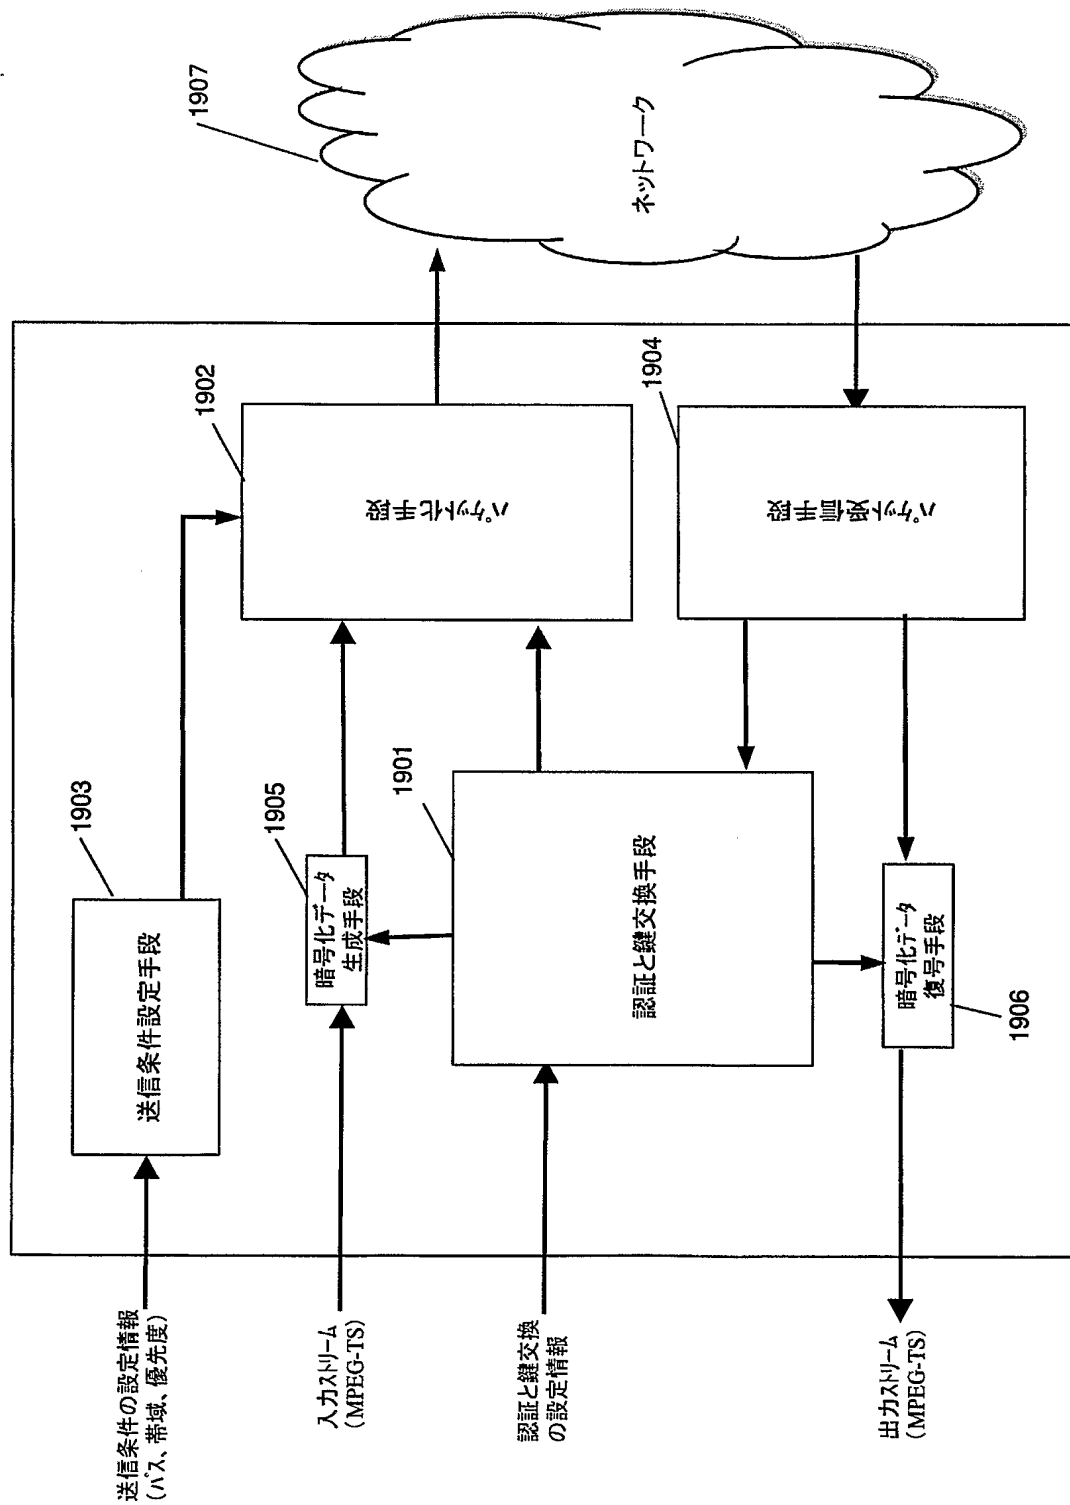 送信条件の設定情報
(パス、帯域、優先度)
送信条件設定手段
1903
入力ストリーム
(MPEG-TS)
暗号化データ
生成手段
1905
パケット化手段
1902
認証と鍵交換
の設定情報
認証と鍵交換手段
1901
パケット受信手段
1904
出力ストリーム
(MPEG-TS)
暗号化データ
復号手段
1906
ネットワーク
1907